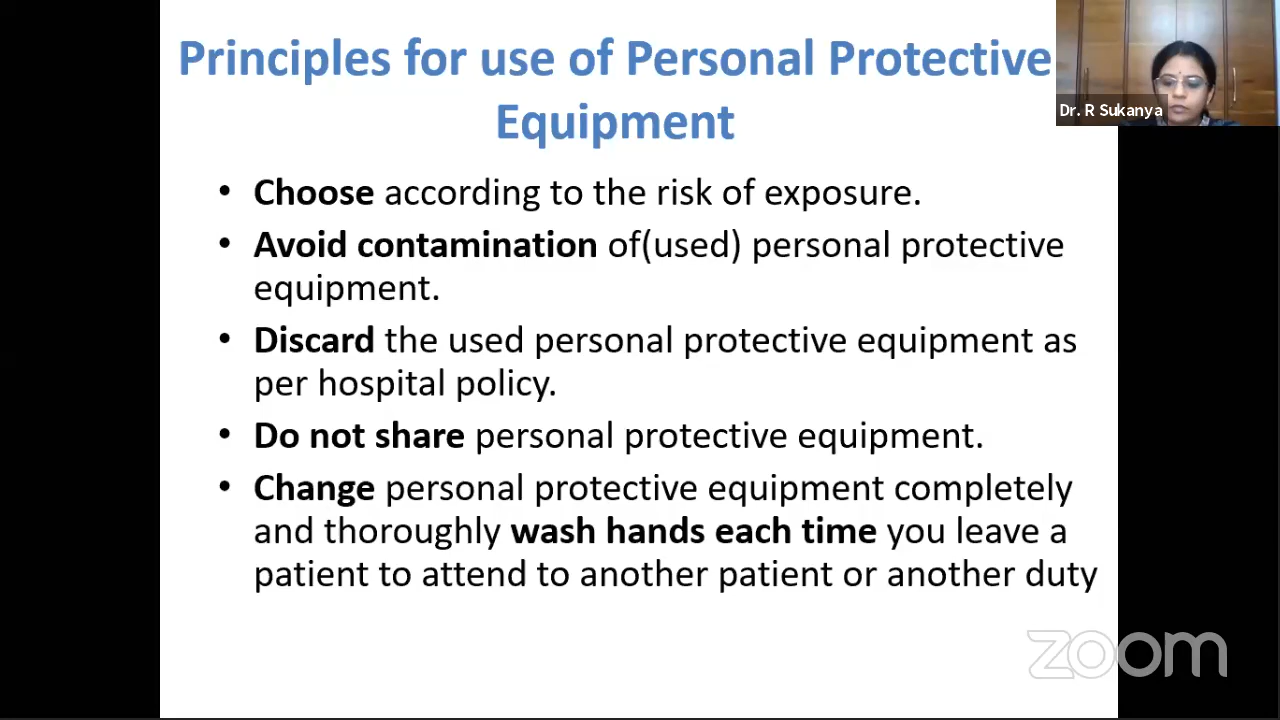 Principles for use of Personal Protective
Equipment
Dr. R Sukanya
• Choose according to the risk of exposure.
• Avoid contamination of(used) personal protective
equipment.
• Discard the used personal protective equipment as
per hospital policy.
• Do not share personal protective equipment.
• Change personal protective equipment completely
and thoroughly wash hands each time you leave a
patient to attend to another patient or another duty
zoom